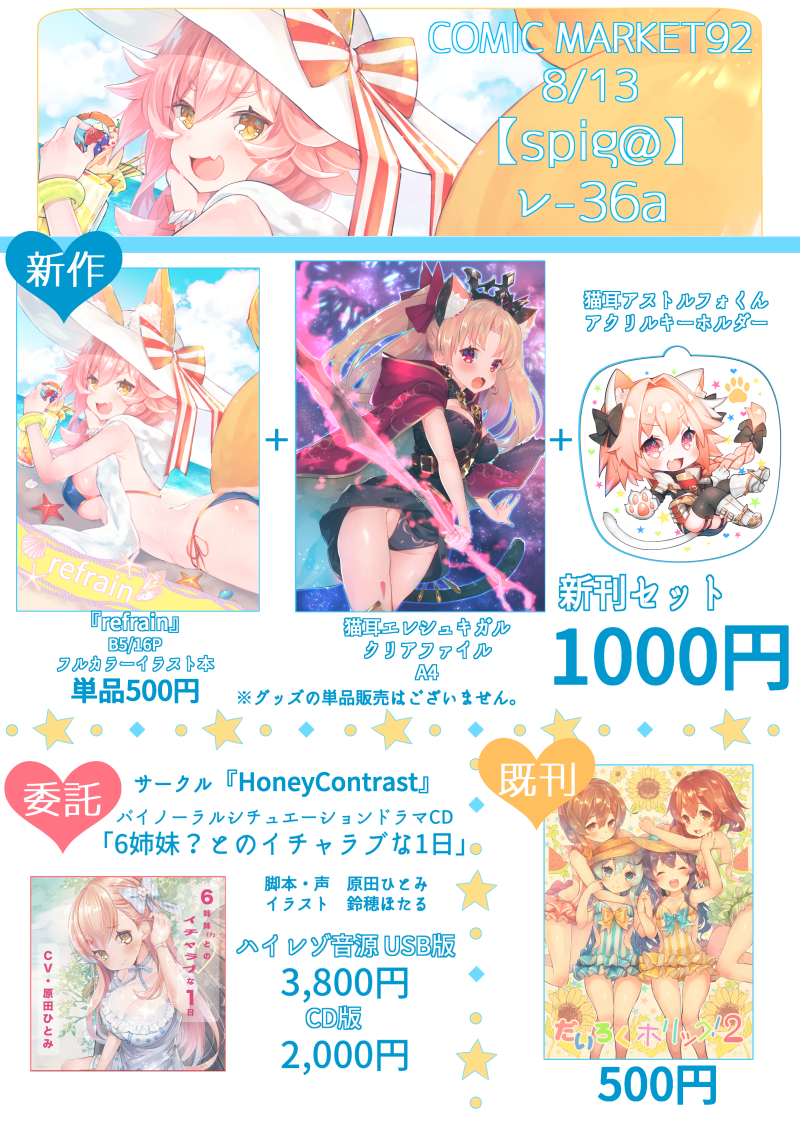 COMIC MARKET92
8/13
【spig@】
レ-36a
新作
refrain
『refrain』
B5/16P
フルカラーイラスト本
単品500円
猫耳エレシュキガル
クリアファイル
A4
※グッズの単品販売はございません。
猫耳アストルフォくん
アクリルキーホルダー
新刊セット
1000円
委託
サークル『HoneyContrast』
バイノーラルシチュエーションドラマCD
「6姉妹？とのイチャラブな1日」
脚本・声　原田ひとみ
イラスト　鈴穂ほたる
ハイレゾ音源 USB版
3,800円
CD版
2,000円
6姉妹(?)との
イチャラブな1日
CV・原田ひとみ
既刊
だいろくホリック!2
500円